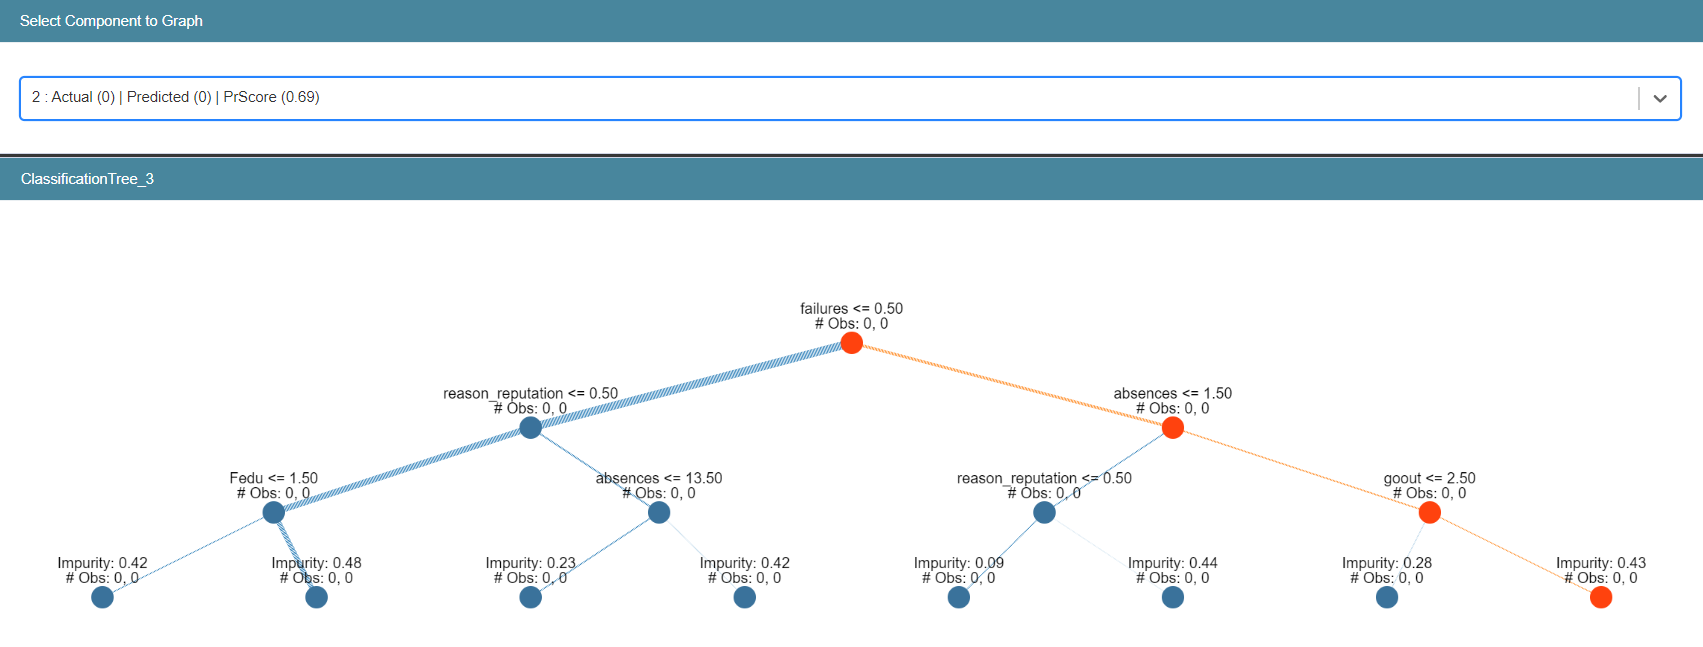 Select Component to Graph
2 : Actual (0) | Predicted (0) | PrScore (0.69)
ClassificationTree_3
failures <= 0.50
# Obs: 0, 0
reason_reputation <= 0.50
# Obs: 0, 0
absences <= 1.50
# Obs: 0, 0
Fedu <= 1.50
# Obs: 0, 0
absences <= 13.50
# Obs: 0, 0
reason_reputation <= 0.50
# Obs: 0, 0
goout <= 2.50
# Obs: 0, 0
Impurity: 0.42
# Obs: 0, 0
Impurity: 0.48
# Obs: 0, 0
Impurity: 0.23
# Obs: 0, 0
Impurity: 0.42
# Obs: 0, 0
Impurity: 0.09
# Obs: 0, 0
Impurity: 0.44
# Obs: 0, 0
Impurity: 0.28
# Obs: 0, 0
Impurity: 0.43
# Obs: 0, 0